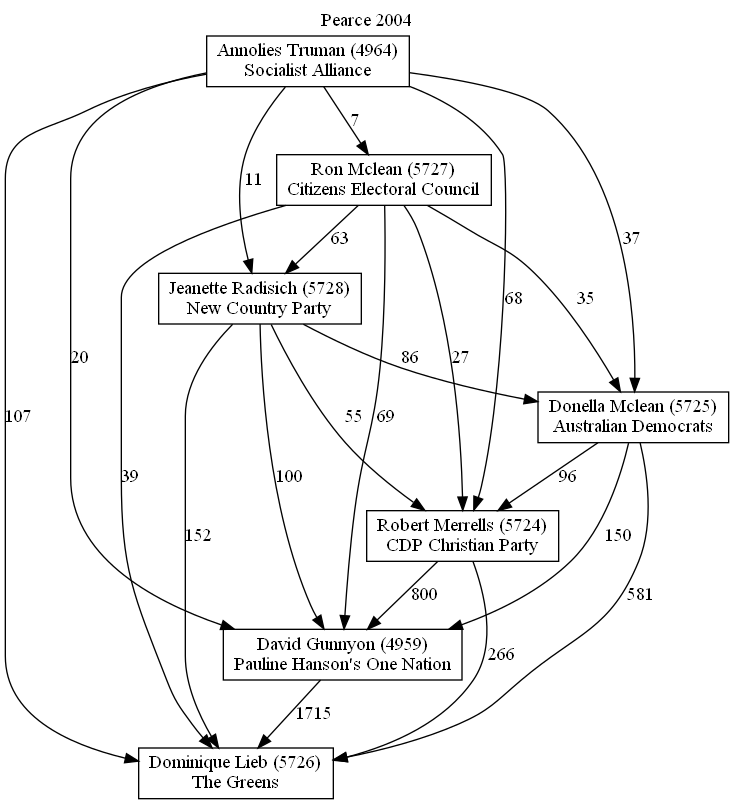 Pearce 2004
Annolies Truman (4964)
Socialist Alliance
7
Ron Mclean (5727)
Citizens Electoral Council
11
63
37
Jeanette Radisich (5728)
New Country Party
68
35
20
86
27
107
55
69
Donella Mclean (5725)
Australian Democrats
39
100
96
152
Robert Merrells (5724)
CDP Christian Party
150
800
581
David Gunnyon (4959)
Pauline Hanson's One Nation
266
1715
Dominique Lieb (5726)
The Greens